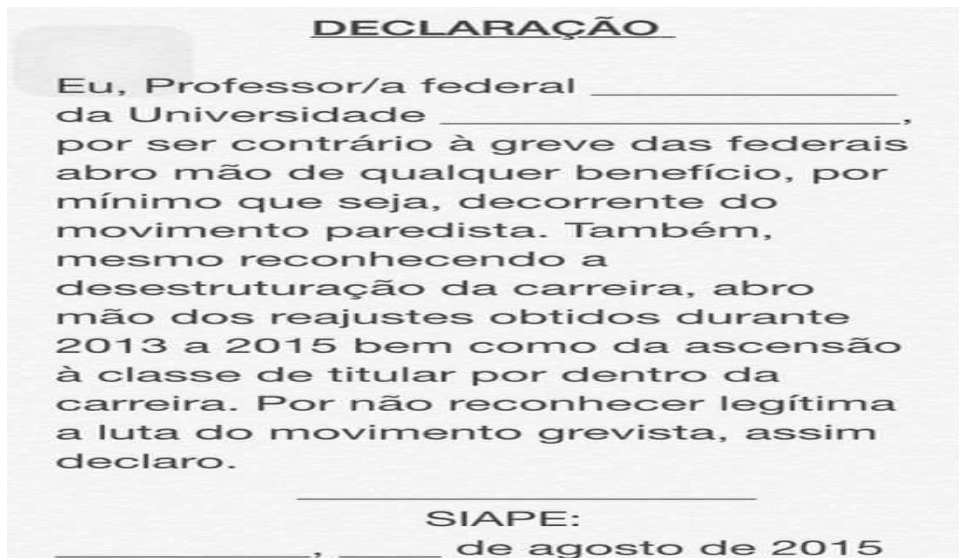 DECLARAÇÃO
Eu, Professor/a federal _______________
da Universidade _______________________,
por ser contrário à greve das federais
abro mão de qualquer benefício, por
mínimo que seja, decorrente do
movimento paredista. Também,
mesmo reconhecendo a
desestruturação da carreira, abro
mão dos reajustes obtidos durante
2013 a 2015 bem como da ascensão
à classe de titular por dentro da
carreira. Por não reconhecer legítima
a luta do movimento grevista, assim
declaro.
_______________________
SIAPE:
_____________, _____ de agosto de 2015